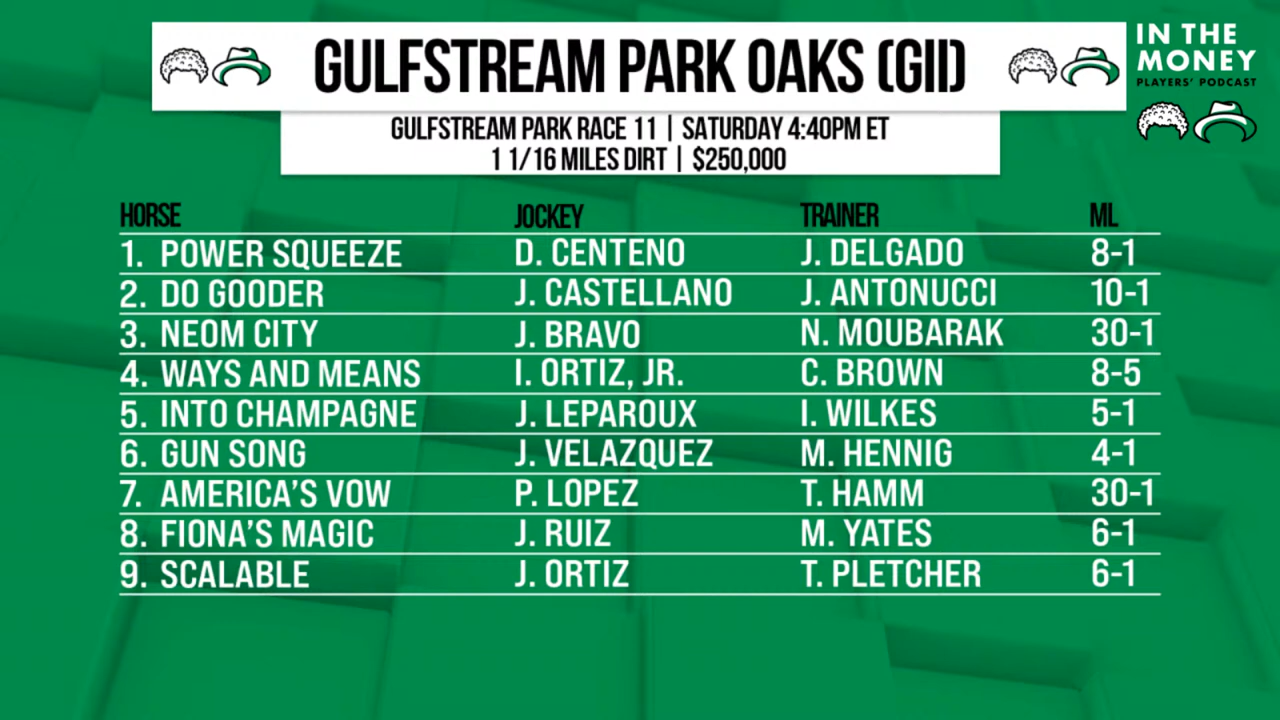 GULFSTREAM PARK OAKS (GII)
IN THE
MONEY
PLAYERS' PODCAST
GULFSTREAM PARK RACE 11 | SATURDAY 4:40PM ET
1 1/16 MILES DIRT | $250,000
HORSE JOCKEY TRAINER ML
1. POWER SQUEEZE D. CENTENO J. DELGADO 8-1
2. DO GOODER J. CASTELLANO J. ANTONUCCI 10-1
3. NEOM CITY J. BRAVO N. MOUBARAK 30-1
4. WAYS AND MEANS I. ORTIZ, JR. C. BROWN 8-5
5. INTO CHAMPAGNE J. LEPAROUX I. WILKES 5-1
6. GUN SONG J. VELAZQUEZ M. HENNIG 4-1
7. AMERICA'S VOW P. LOPEZ T. HAMM 30-1
8. FIONA'S MAGIC J. RUIZ M. YATES 6-1
9. SCALABLE J. ORTIZ T. PLETCHER 6-1